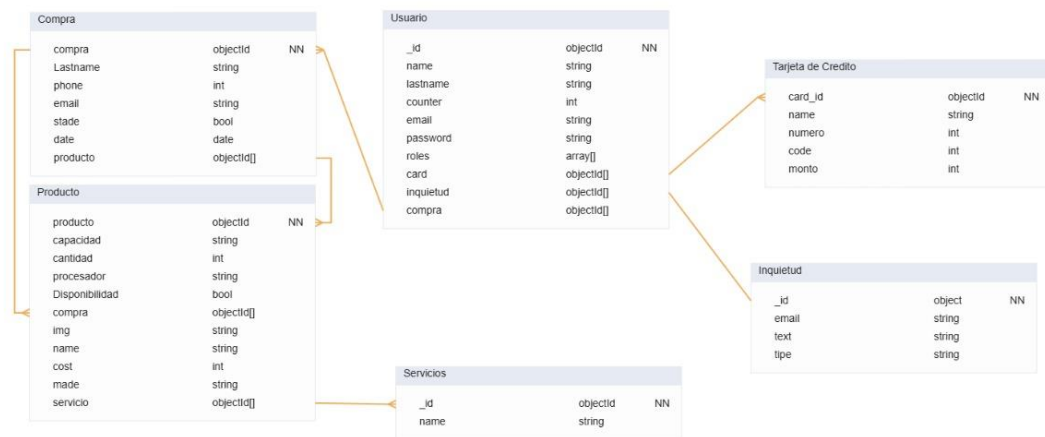 Compra
compra objectId NN
Lastname string
phone int
email string
stade bool
date date
producto objectId[]
Producto
producto objectId NN
capacidad string
cantidad int
procesador string
Disponibilidad bool
compra objectId[]
img string
name string
cost int
made string
servicio objectId[]
Usuario
_id objectId NN
name string
lastname string
counter int
email string
password string
roles array[]
card objectId[]
inquietud objectId[]
compra objectId[]
Servicios
_id objectId NN
name string
Tarjeta de Credito
card_id objectId NN
name string
numero int
code int
monto int
Inquietud
_id object NN
email string
text string
tipe string